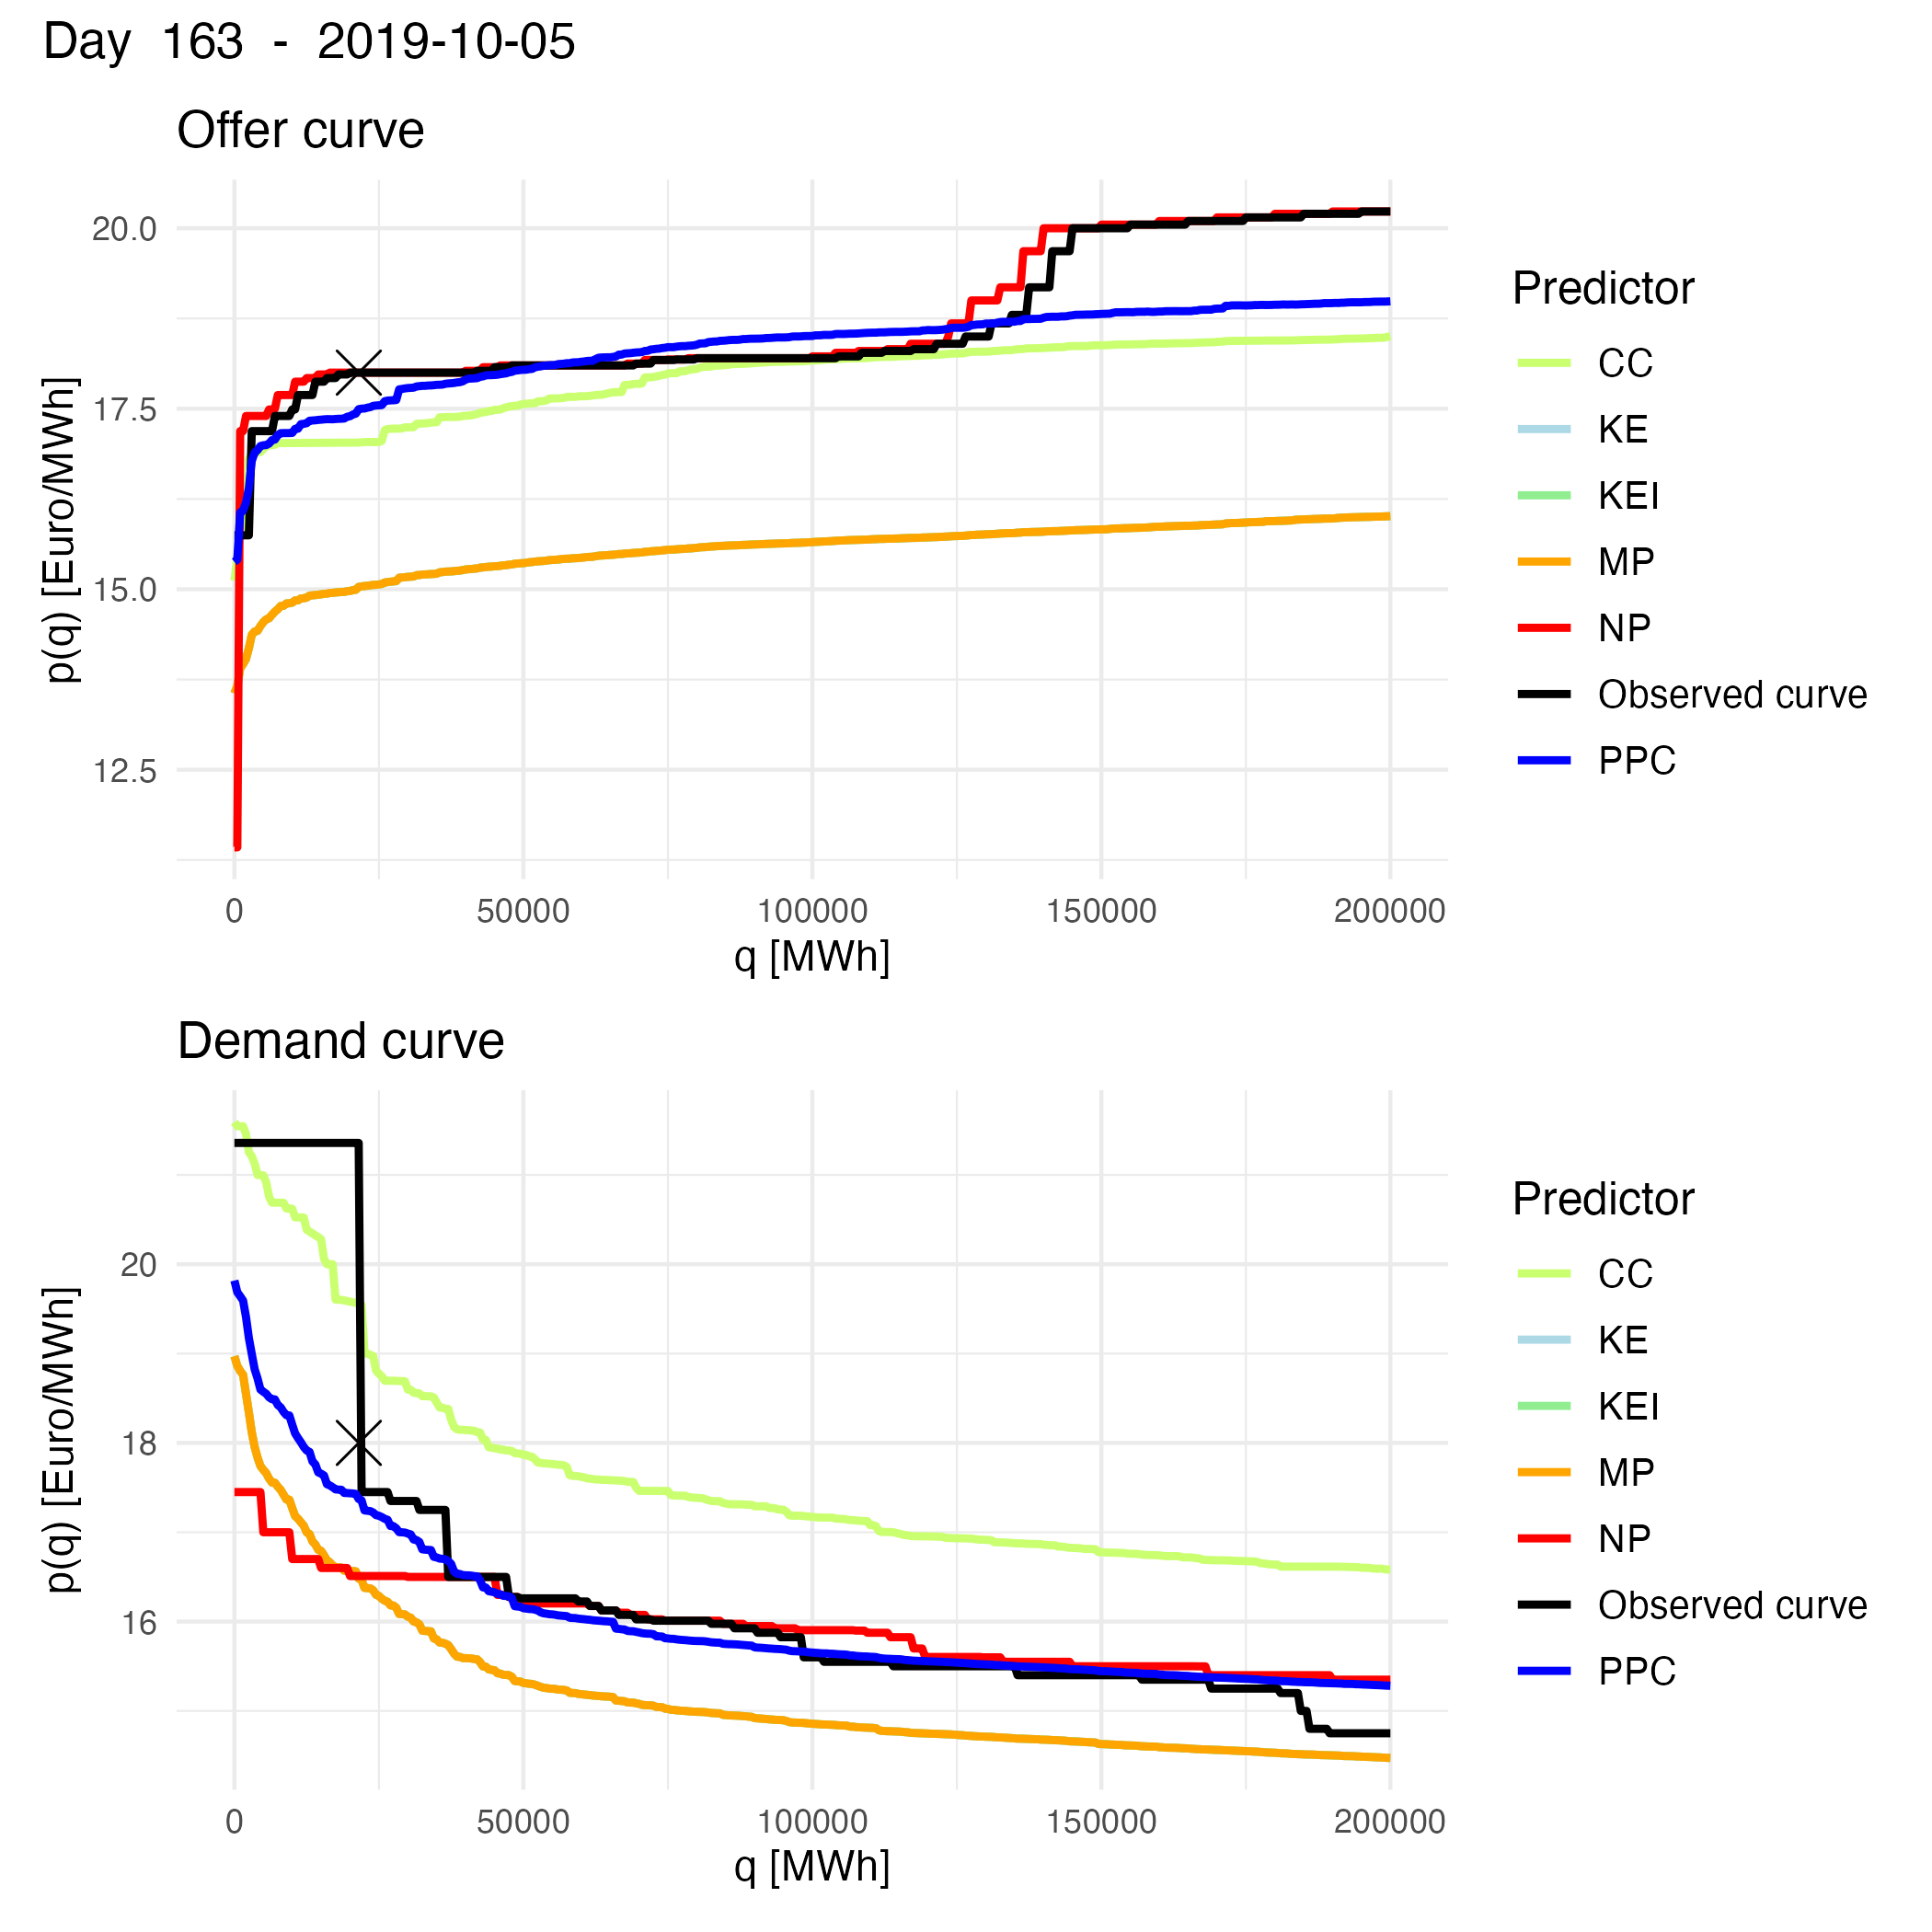 Day 163 - 2019-10-05
Offer curve
20.0
17.5
15.0
12.5
p(q) [Euro/MWh]
0 50000 100000 150000 200000
q [MWh]
Predictor
CC
KE
KEI
MP
NP
Observed curve
PPC
Demand curve
20
18
16
p(q) [Euro/MWh]
0 50000 100000 150000 200000
q [MWh]
Predictor
CC
KE
KEI
MP
NP
Observed curve
PPC